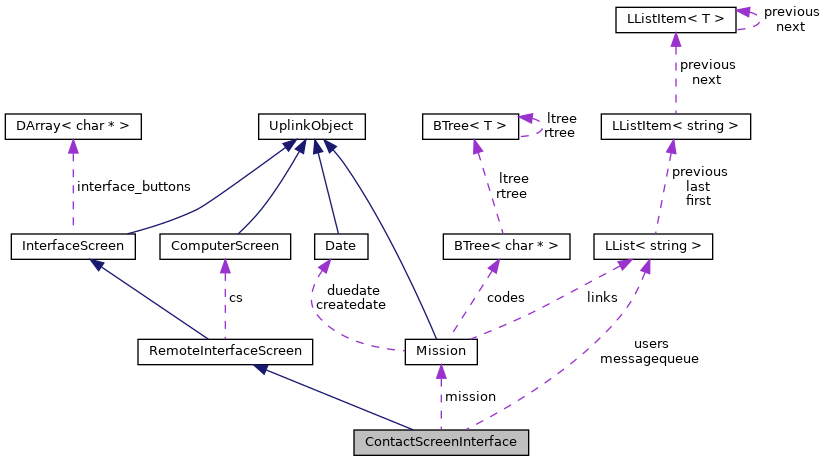 LListItem< T >
previous
next
previous
next
DArray< char * >
UplinkObject
BTree< T >
ltree
rtree
LListItem< string >
interface_buttons
ltree
rtree
previous
last
first
InterfaceScreen
ComputerScreen
Date
BTree< char * >
LList< string >
cs
duedate
createdate
codes
links
RemoteInterfaceScreen
Mission
users
messagequeue
mission
ContactScreenInterface